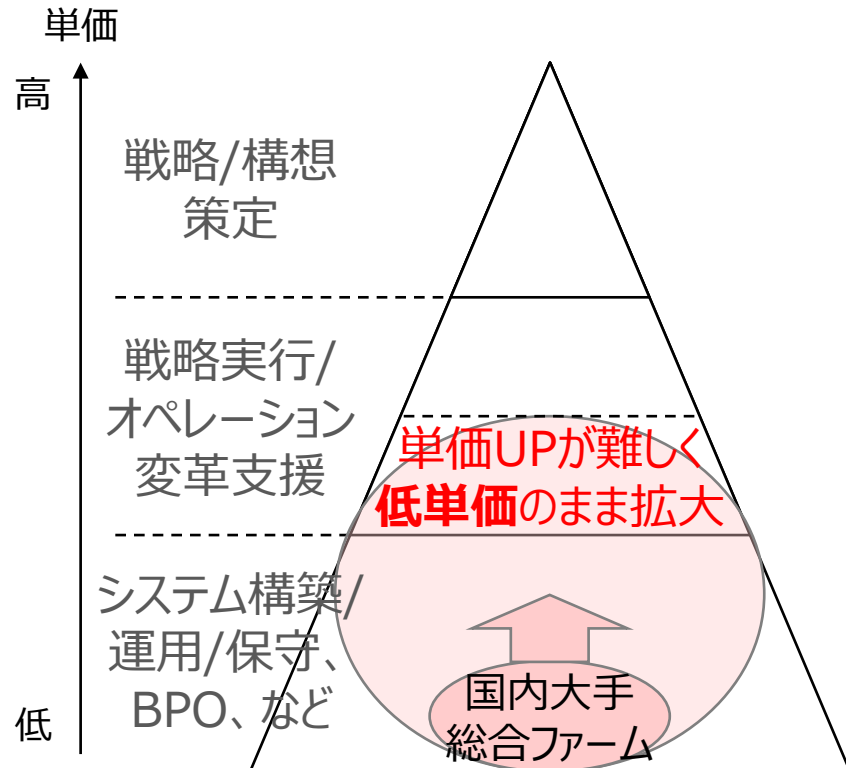 単価
高
戦略/構想
策定
戦略実行/
オペレーション
変革支援
単価UPが難しく
低単価のまま拡大
システム構築/
運用/保守、
BPO、など
低
国内大手
総合ファーム